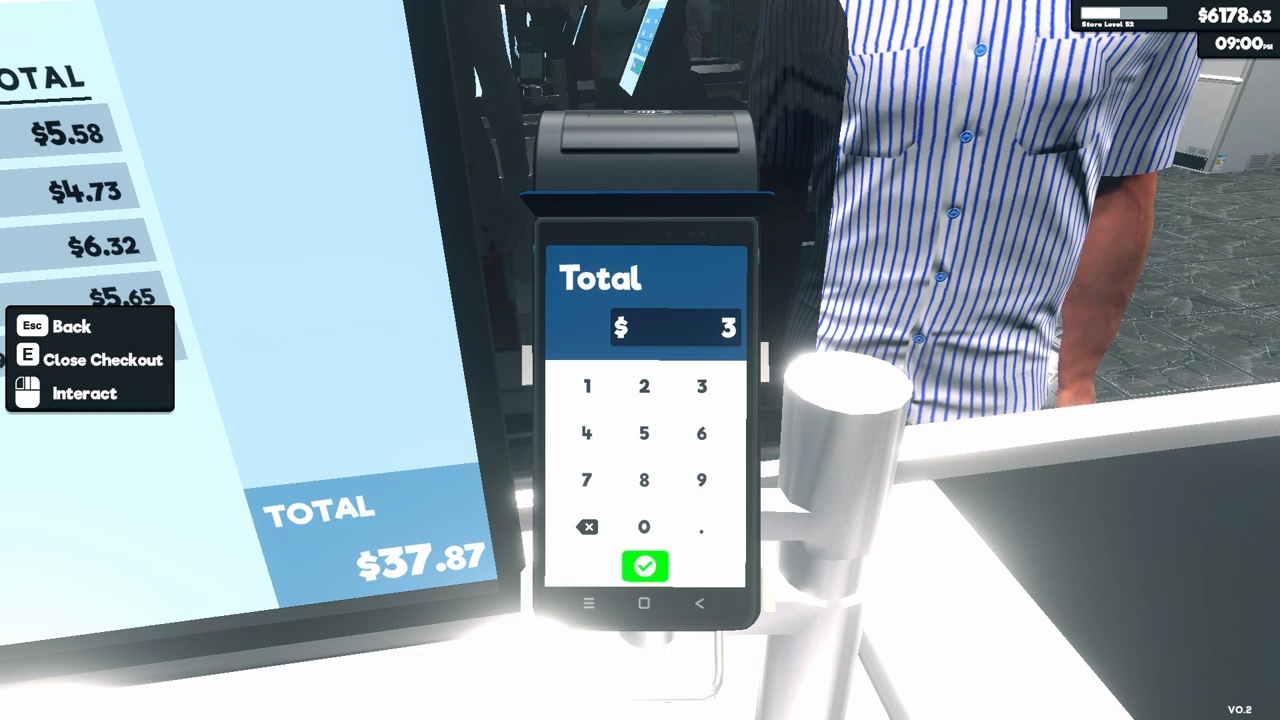 OTAL
$5.58
$4.73
$6.32
$5.65
Esc Back
E Close Checkout
Interact
TOTAL
$37.87
Total
$ 3
1 2 3
4 5 6
7 8 9
0 .
Store Level 52
$6178.63
09:00PM
V0.2